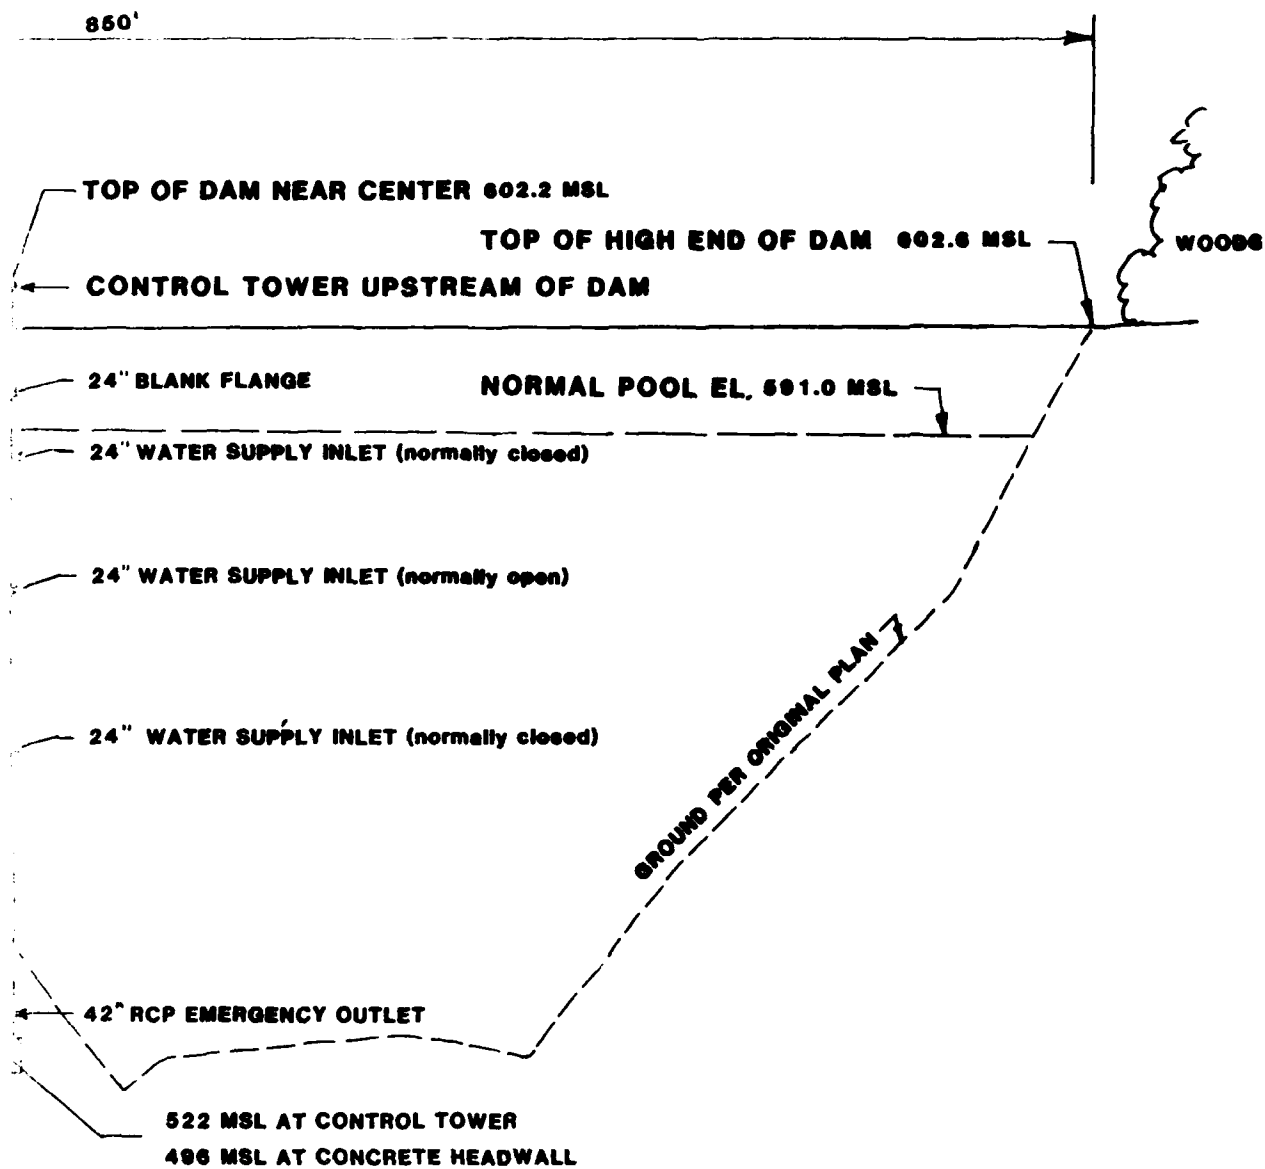 850'
TOP OF DAM NEAR CENTER 602.2 MSL
TOP OF HIGH END OF DAM 602.6 MSL
WOODS
CONTROL TOWER UPSTREAM OF DAM
24" BLANK FLANGE
NORMAL POOL EL. 591.0 MSL
24" WATER SUPPLY INLET (normally closed)
24" WATER SUPPLY INLET (normally open)
GROUND PER ORIGINAL PLAN
24" WATER SUPPLY INLET (normally closed)
42" RCP EMERGENCY OUTLET
522 MSL AT CONTROL TOWER
496 MSL AT CONCRETE HEADWALL